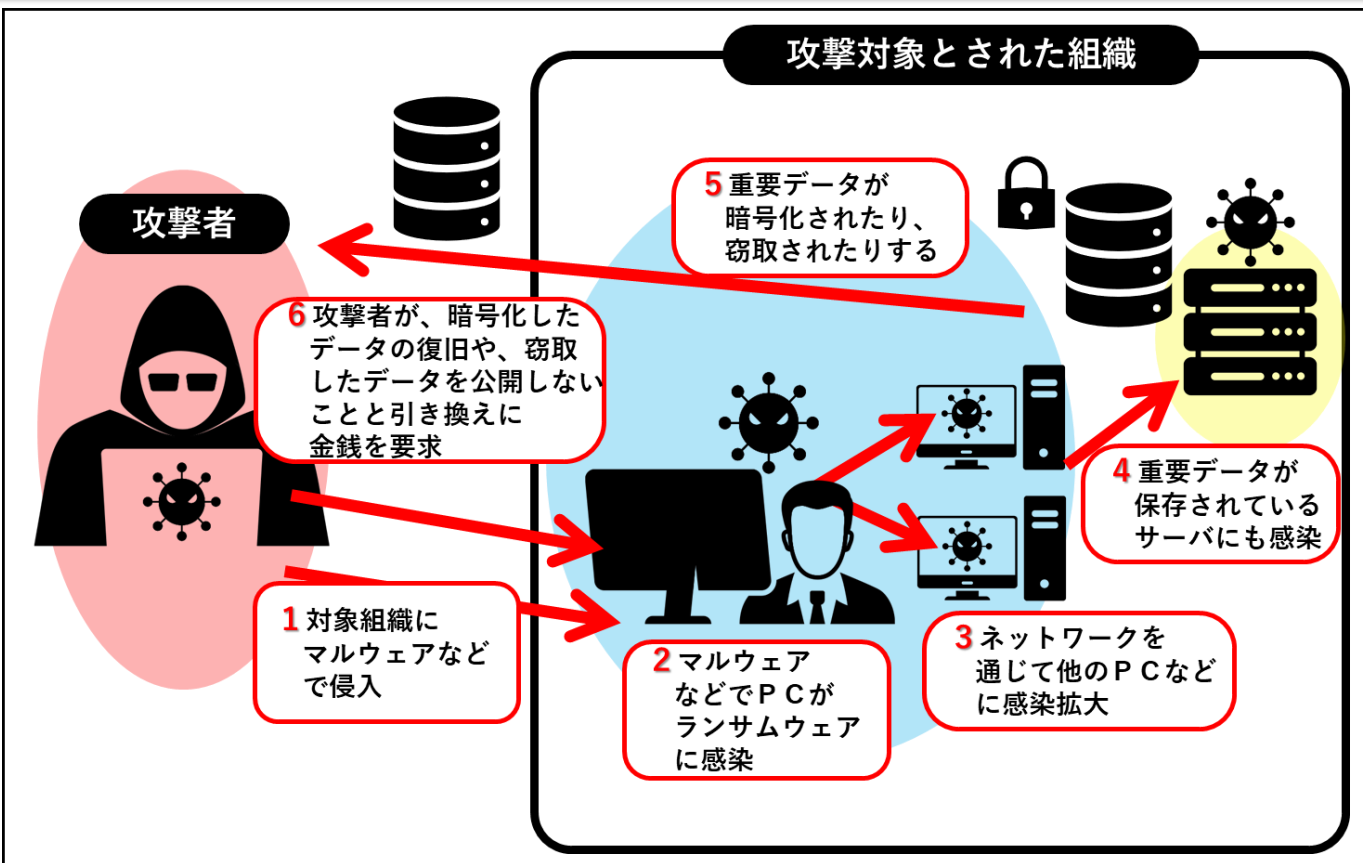 攻撃対象とされた組織
攻撃者
1 対象組織に
マルウェアなど
で侵入
2 マルウェア
などでＰＣが
ランサムウェア
に感染
3 ネットワークを
通じて他のＰＣなど
に感染拡大
4 重要データが
保存されている
サーバにも感染
5 重要データが
暗号化されたり、
窃取されたりする
6 攻撃者が、暗号化した
データの復旧や、窃取
したデータを公開しない
ことと引き換えに
金銭を要求